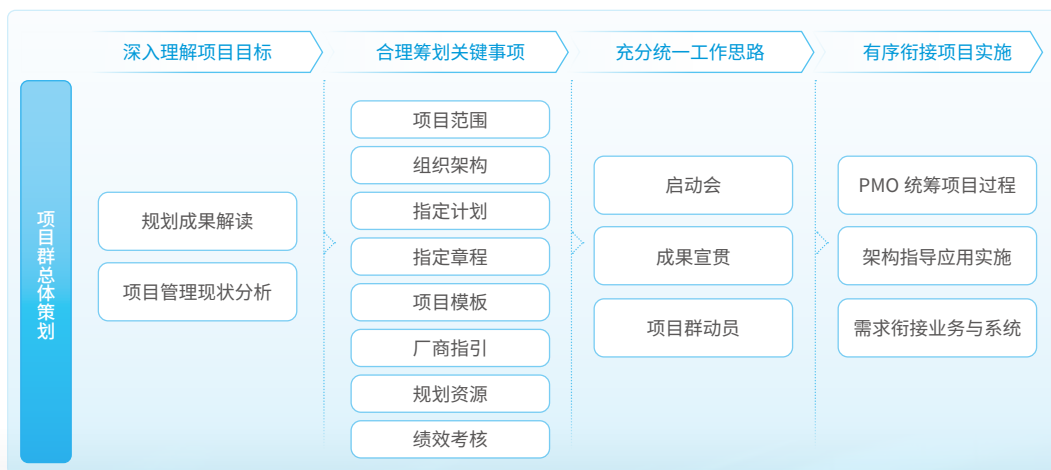 深入理解项目目标
合理筹划关键事项
充分统一工作思路
有序衔接项目实施
项目群总体策划
规划成果解读
项目管理现状分析
项目范围
组织架构
指定计划
指定章程
项目模板
厂商指引
规划资源
绩效考核
启动会
成果宣贯
项目群动员
PMO 统筹项目过程
架构指导应用实施
需求衔接业务与系统